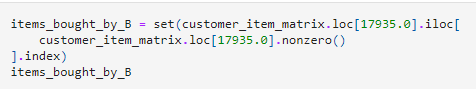 items_bought_by_B = set(customer_item_matrix.loc[17935.0].iloc[
    customer_item_matrix.loc[17935.0].nonzero()
].index)
items_bought_by_B